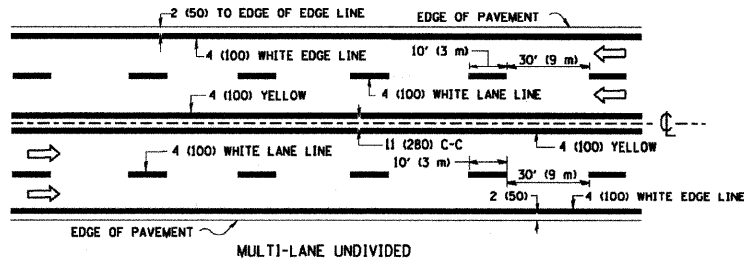 2 (50) TO EDGE OF EDGE LINE
EDGE OF PAVEMENT
4 (100) WHITE EDGE LINE
10' (3 m)
30' (9 m)
4 (100) YELLOW
4 (100) WHITE LANE LINE
℄
4 (100) WHITE LANE LINE
11 (280) C-C
4 (100) YELLOW
10' (3 m)
30' (9 m)
2 (50)
4 (100) WHITE EDGE LINE
EDGE OF PAVEMENT
MULTI-LANE UNDIVIDED